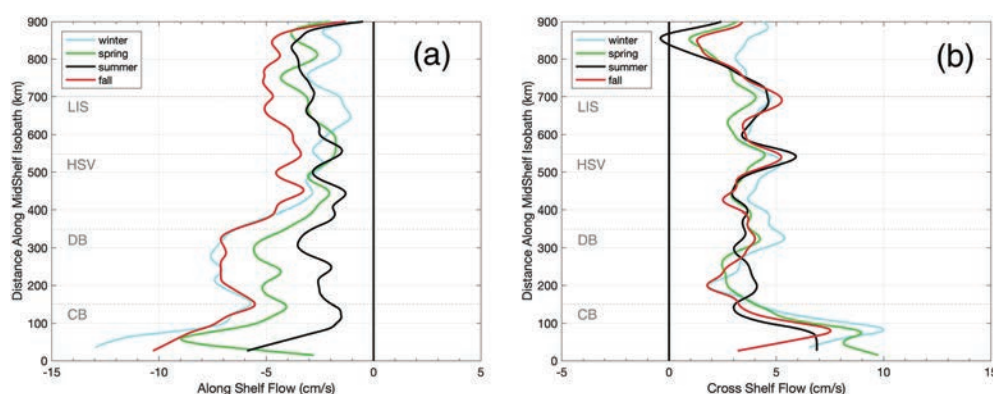 Distance Along MidShelf Isobath (km)
900
800
700
600
500
400
300
200
100
0
winter
spring
summer
fall
(a)
LIS
HSV
DB
CB
-15
-10
-5
0
5
Along Shelf Flow (cm/s)
Distance Along MidShelf Isobath (km)
900
800
700
600
500
400
300
200
100
0
winter
spring
summer
fall
(b)
LIS
HSV
DB
CB
-5
0
5
10
15
Cross Shelf Flow (cm/s)